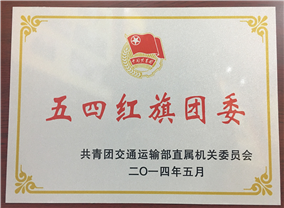 五四红旗团委
共青团交通运输部直属机关委员会
二〇一四年五月